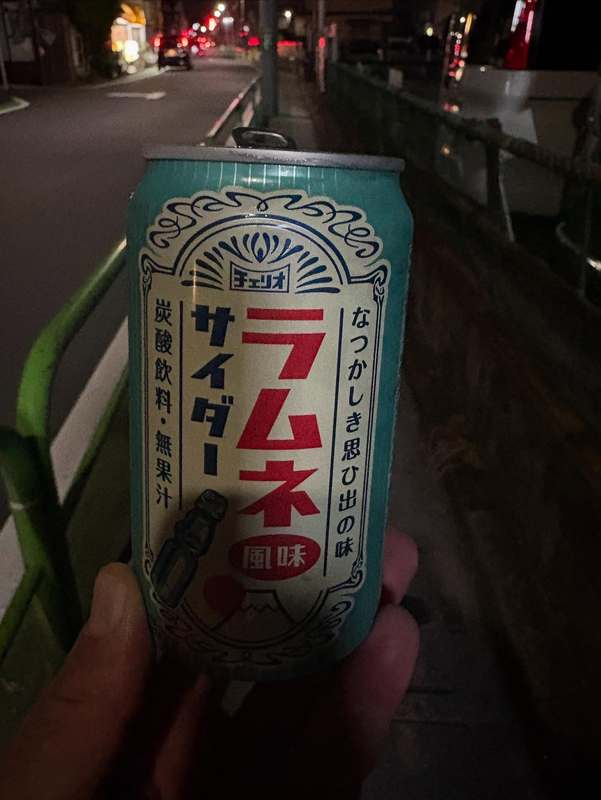 チェリオ
なつかしき思ひ出の味
ラムネ
風味
サイダー
炭酸飲料・無果汁